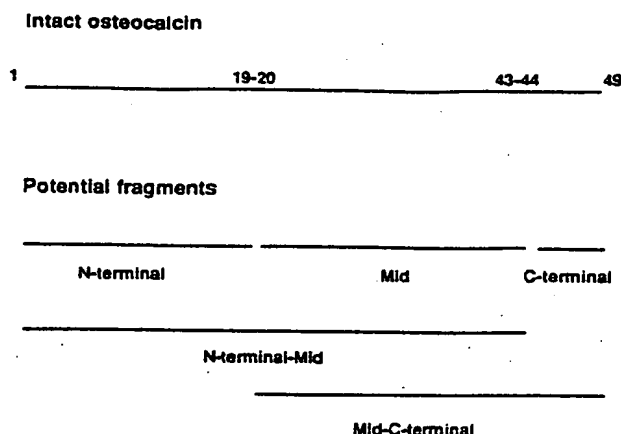 Intact osteocalcin
1 19-20 43-44 49
Potential fragments
N-terminal Mid C-terminal
N-terminal-Mid
Mid-C-terminal